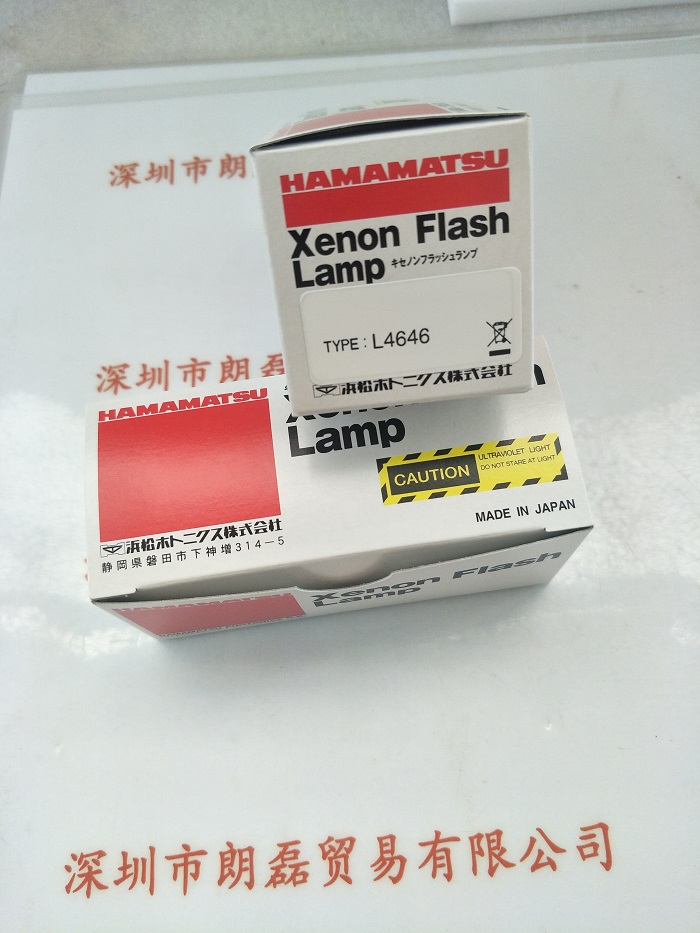 深圳市朗
HAMAMATSU
Xenon Flash
Lamp キセノンフラッシュランプ
TYPE: L4646
浜松ホトニクス株式会社
深圳市朗磊
HAMAMATSU
Xenon
Lamp
CAUTION
ULTRAVIOLET LIGHT
DO NOT STARE AT LIGHT
MADE IN JAPAN
浜松ホトニクス株式会社
静岡県磐田市下神増314-5
HAMAMATSU
Xenon Flash
Lamp
深圳市朗磊贸易有限公司